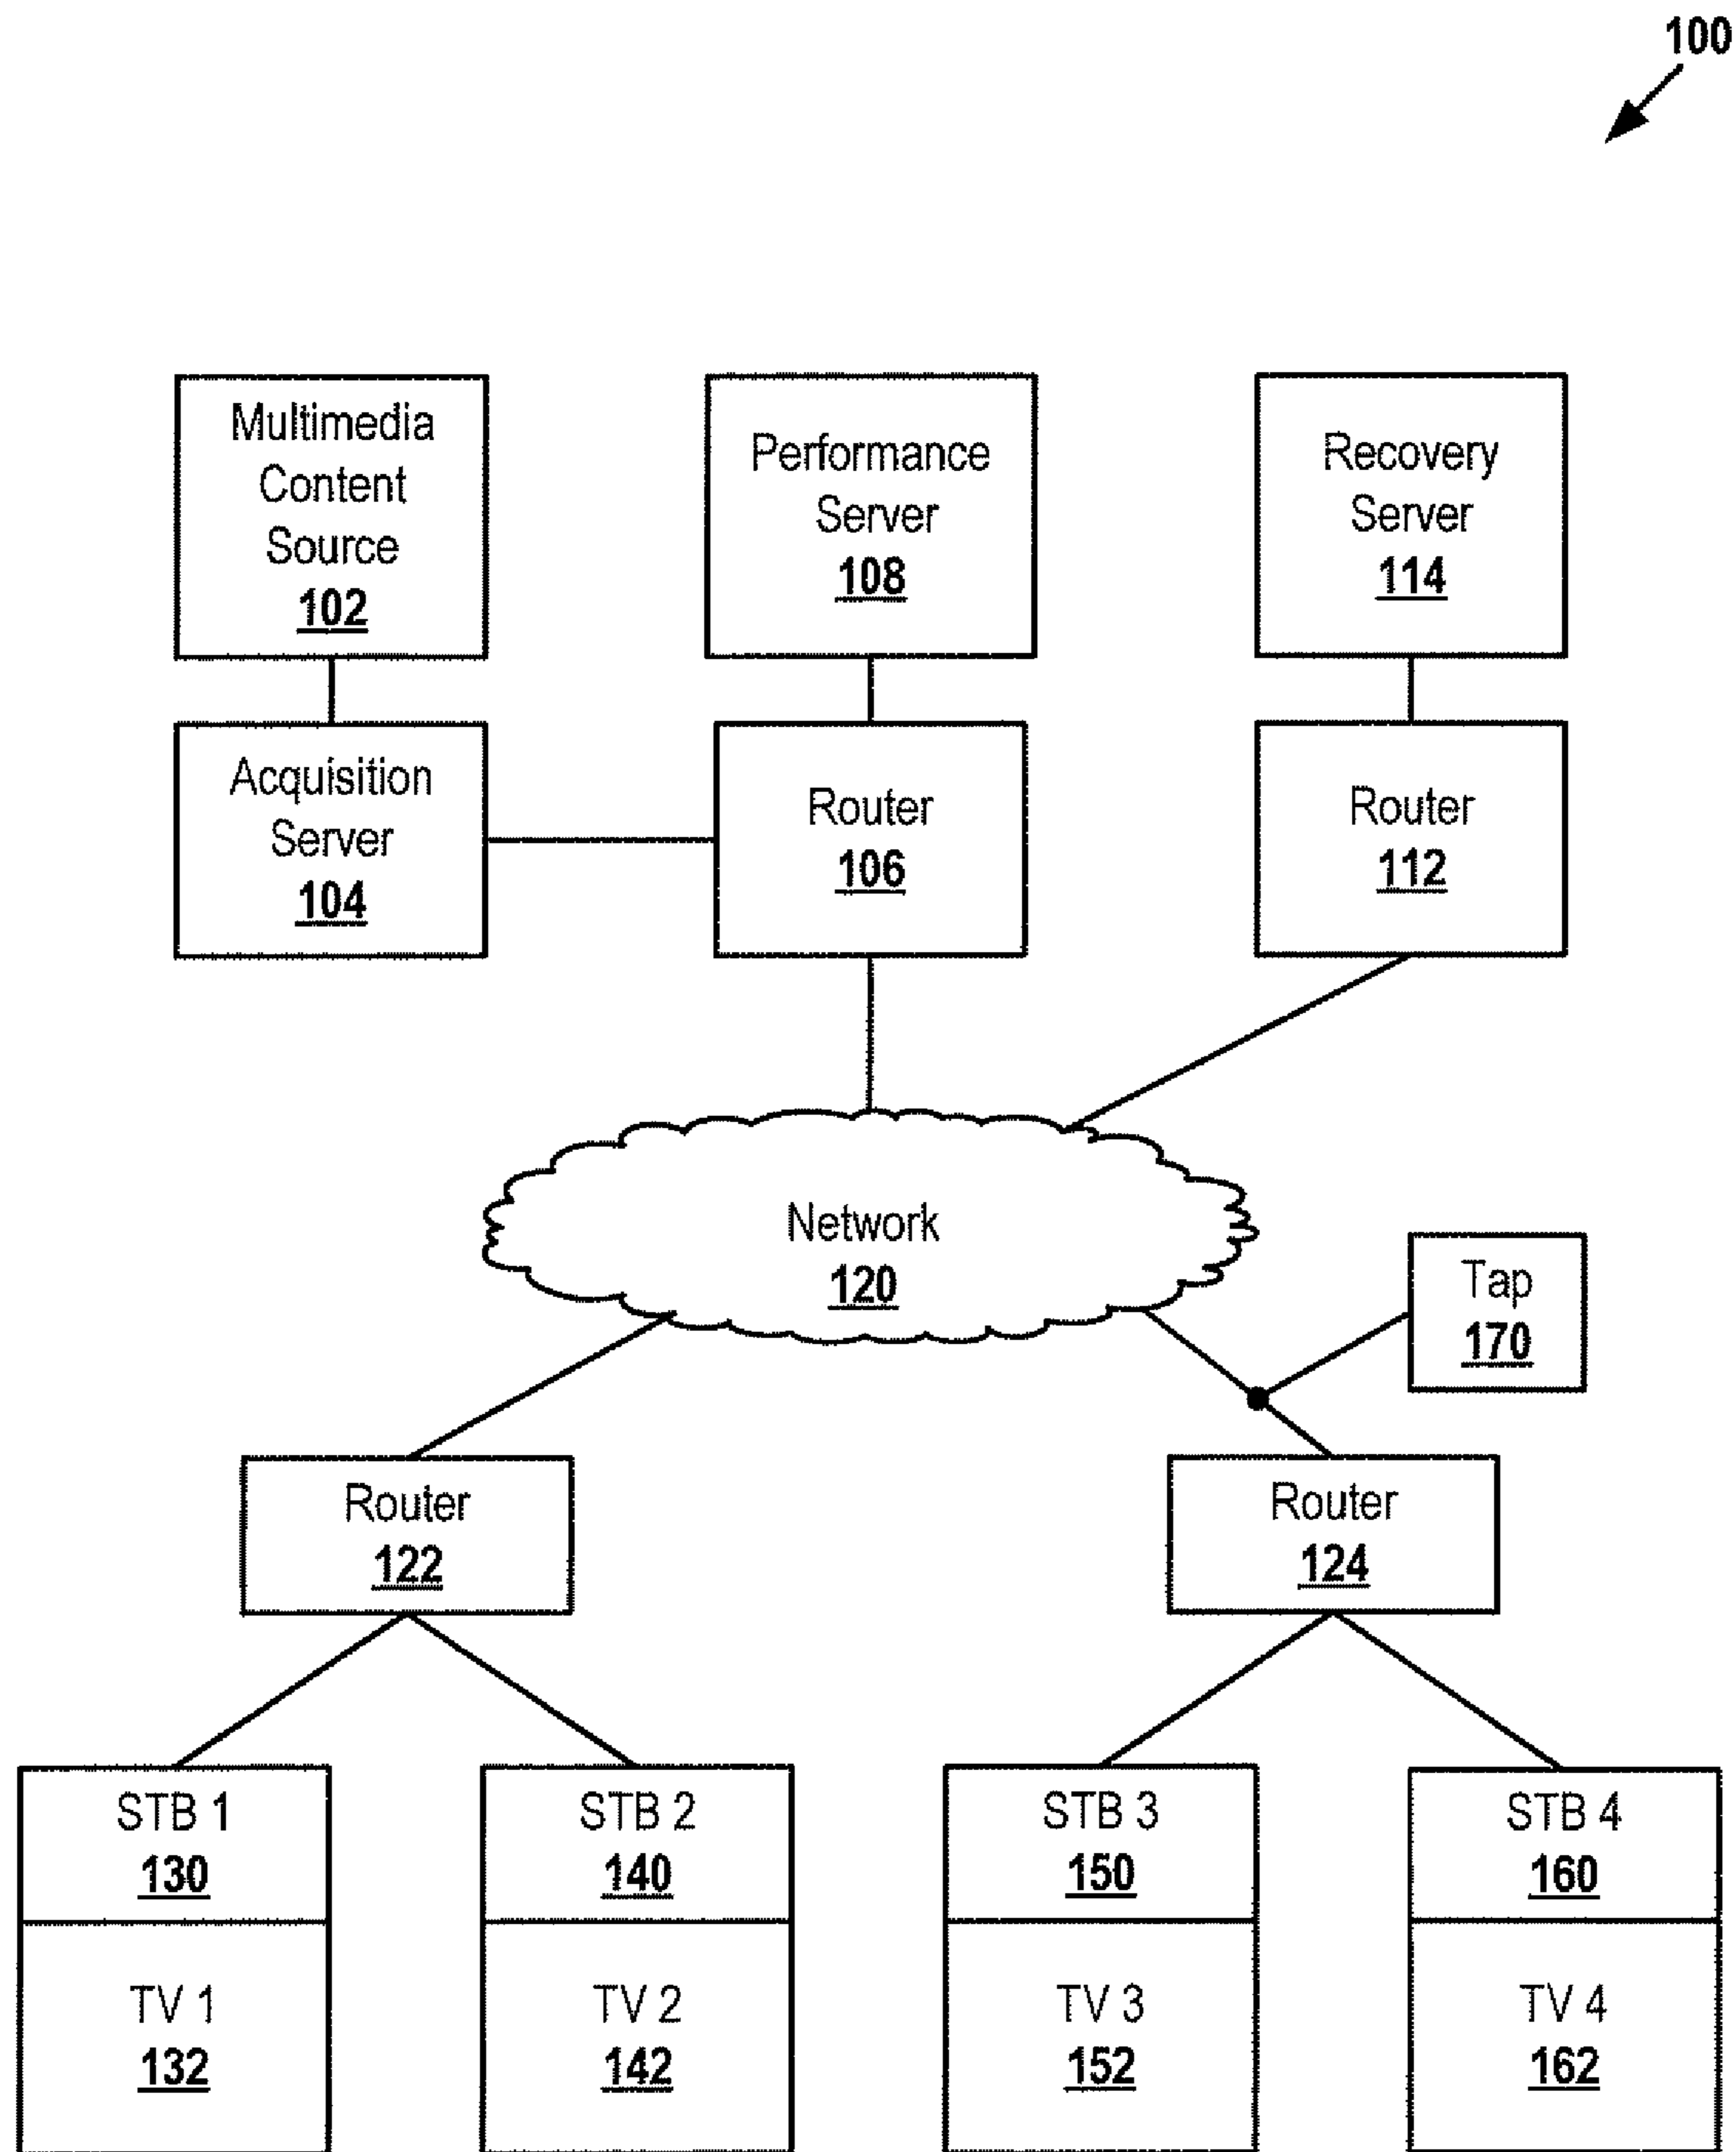 100
Multimedia
Content
Source
102
Performance
Server
108
Recovery
Server
114
Acquisition
Server
104
Router
106
Router
112
Network
120
Tap
170
Router
122
Router
124
STB 1
130
STB 2
140
STB 3
150
STB 4
160
TV 1
132
TV 2
142
TV 3
152
TV 4
162